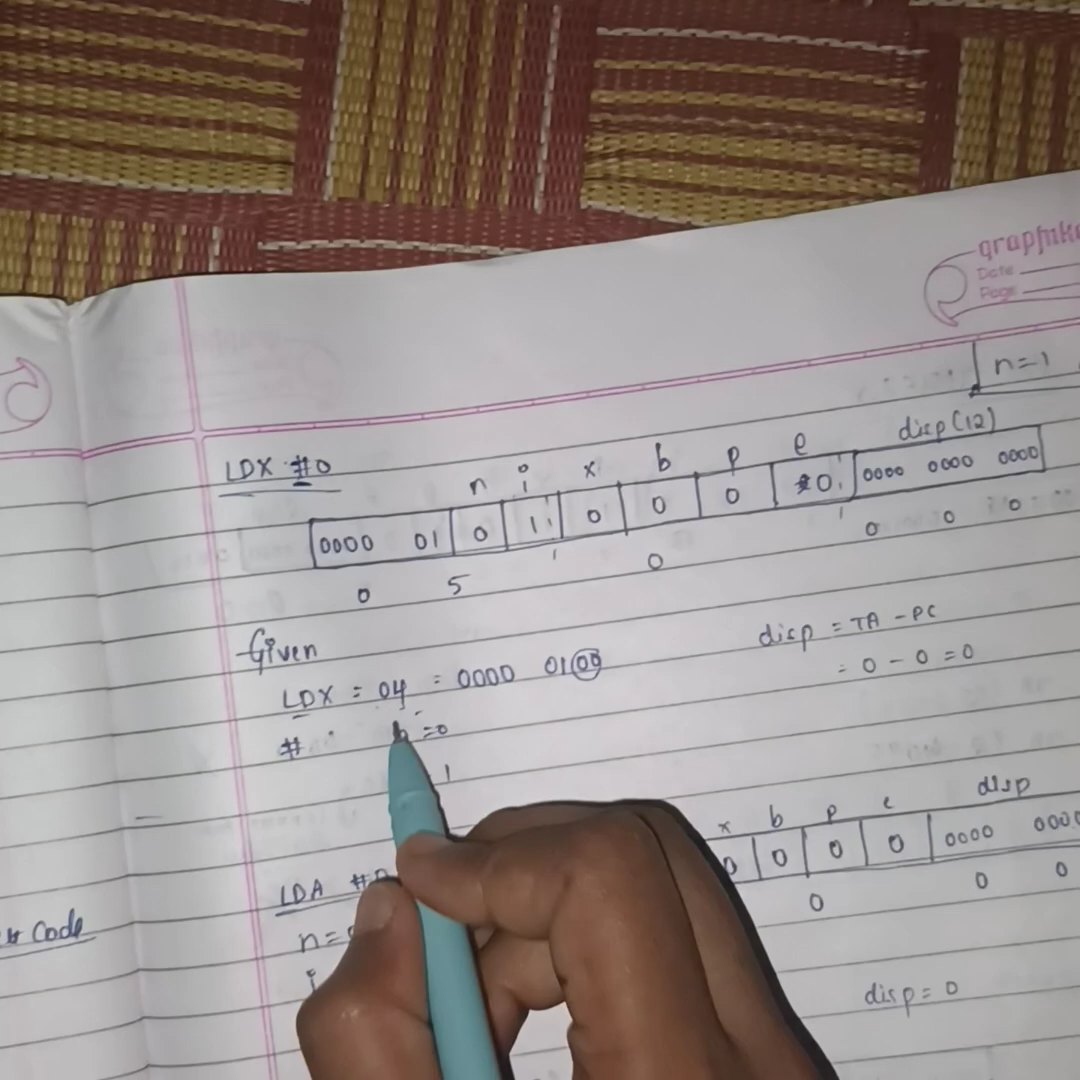 Date
Page
n=1
LDX #0
n i x b p e disp(12)
0000 01 0 1 0 0 0 0 0000 0000 0000
0 5 0 0 0 0
Given
LDX = 04 = 0000 0100
disp = TA - PC
= 0 - 0 = 0
# =0
1
LDA #0
x b p e disp
0 0 0 0 0000 0000
0 0 0
Code
n=
i
disp = 0